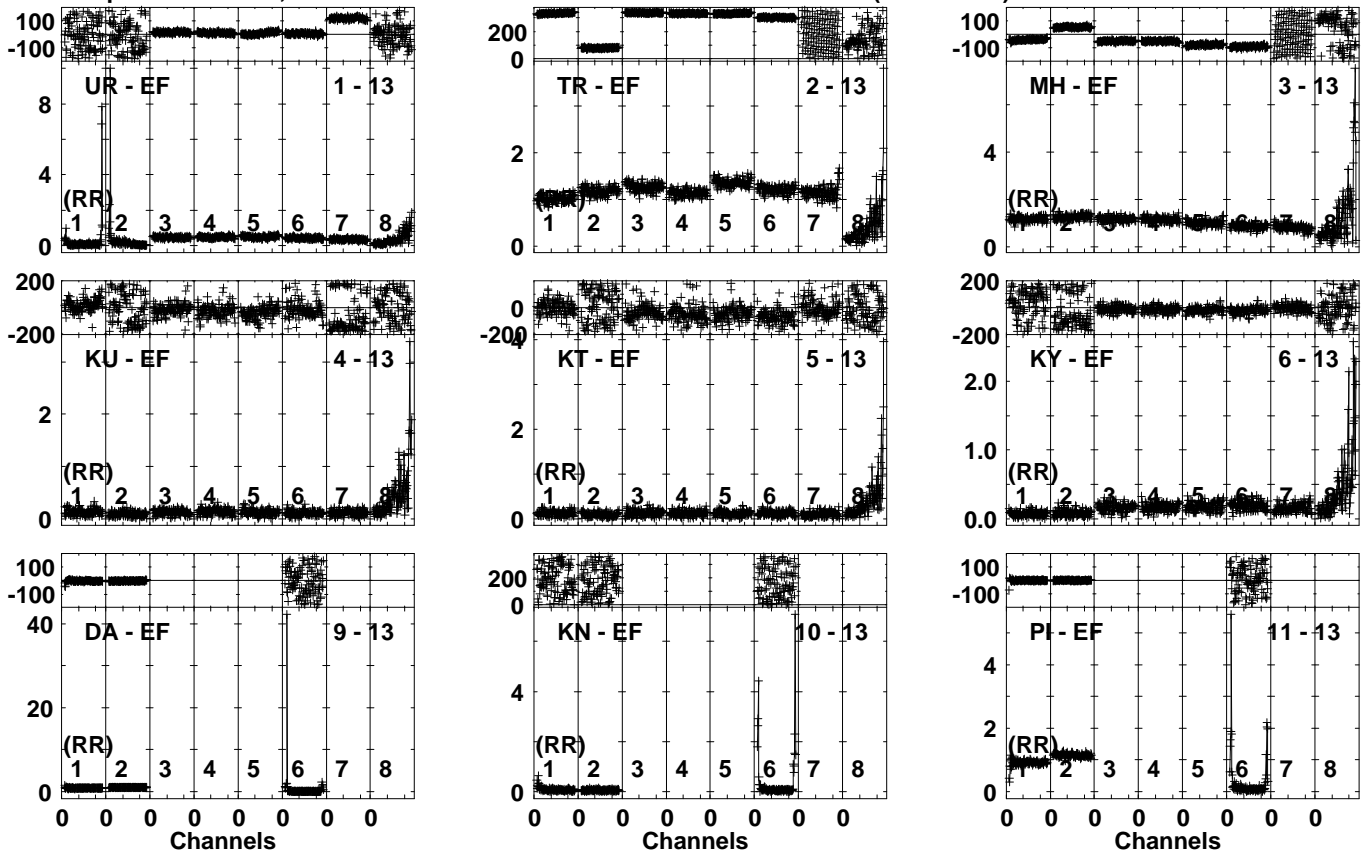 100
-100
UR - EF 1 - 13
8
4
0
(RR)
1 2 3 4 5 6 7 8
200
0
TR - EF 2 - 13
2
0
2 3 4 5 6 7 8
100
-100
MH - EF 3 - 13
4
0
(RR)
2 6 7 8
200
-200
KU - EF 4 - 13
2
0
(RR)
1 2 3 4 5 6 7 8
0
-200
4
KT - EF 5 - 13
2
0
(RR)
1 2 3 4 5 6 7 8
200
-200
KY - EF 6 - 13
2.0
1.0
0.0
(RR)
1 2 3 4 5 6 7 8
100
-100
DA - EF 9 - 13
40
20
0
(RR)
1 2 3 4 5 6 7 8
0 0 0 0 0 0 0 0
Channels
200
0
KN - EF 10 - 13
4
0
(RR)
1 2 3 4 5 6 7 8
0 0 0 0 0 0 0 0
Channels
100
-100
PI - EF 11 - 13
4
2
0
(RR)
1 2 3 4 5 6 7 8
0 0 0 0 0 0 0 0
Channels